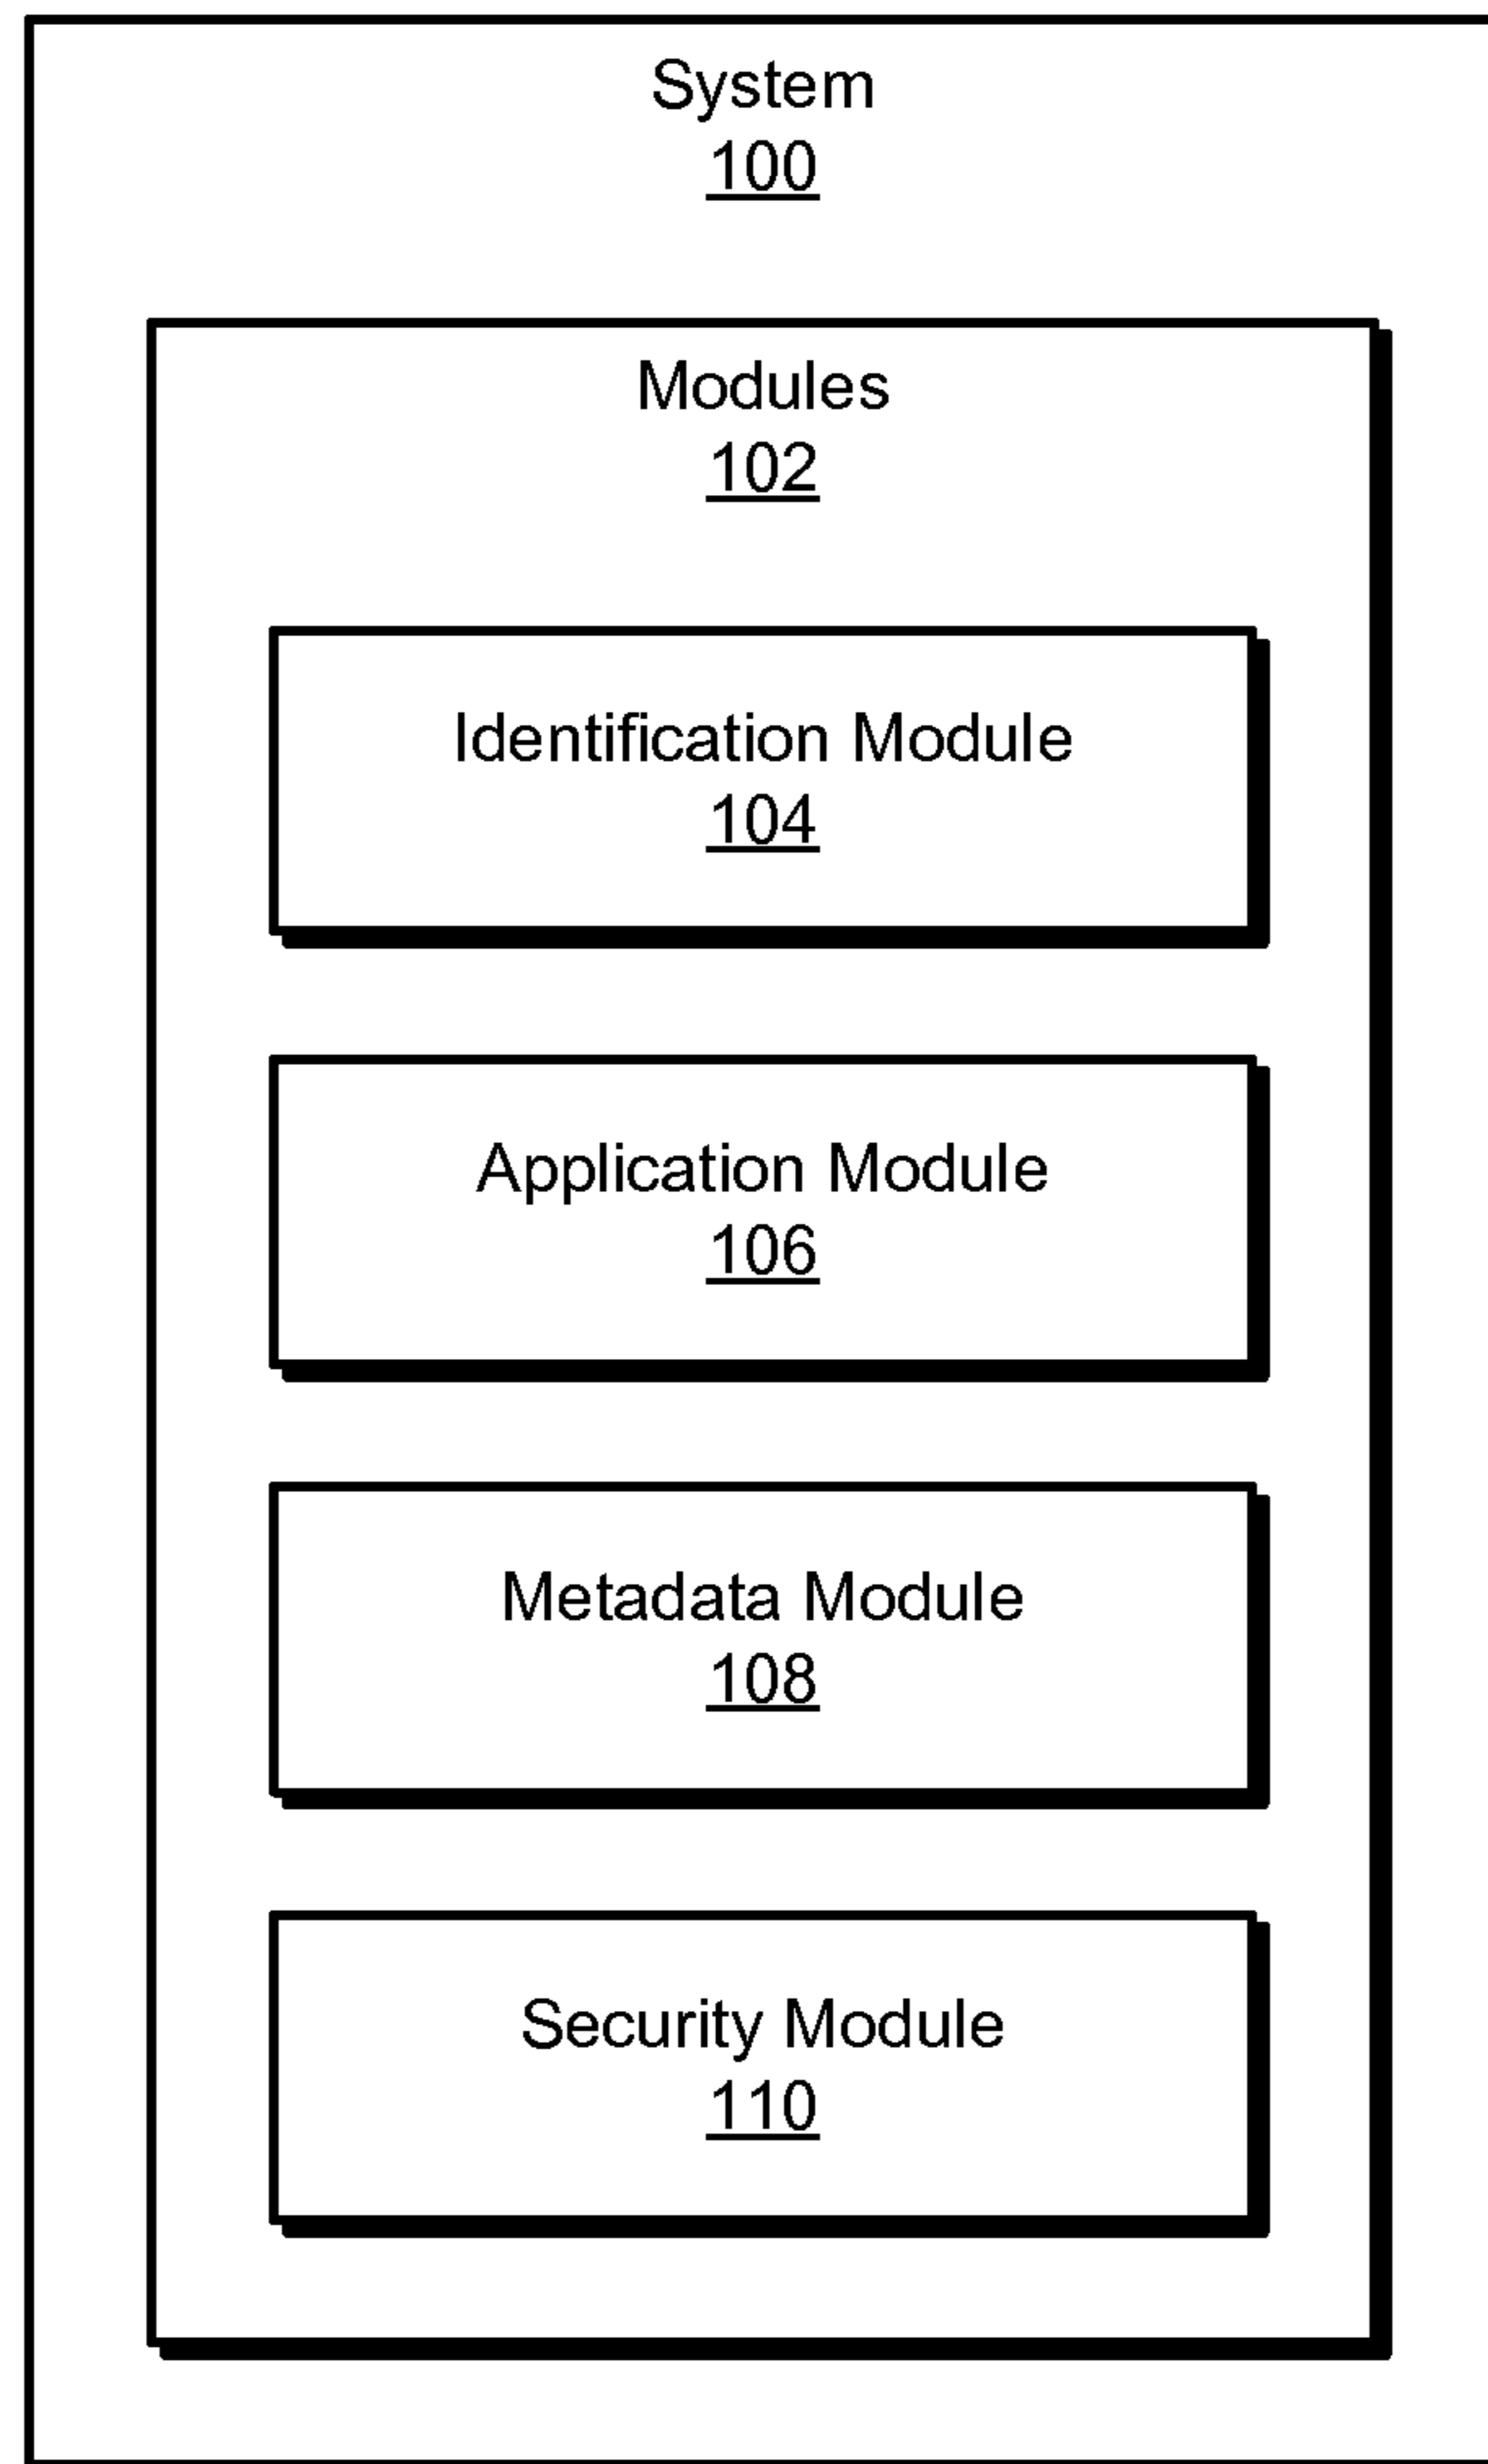 System
100
Modules
102
Identification Module
104
Application Module
106
Metadata Module
108
Security Module
110